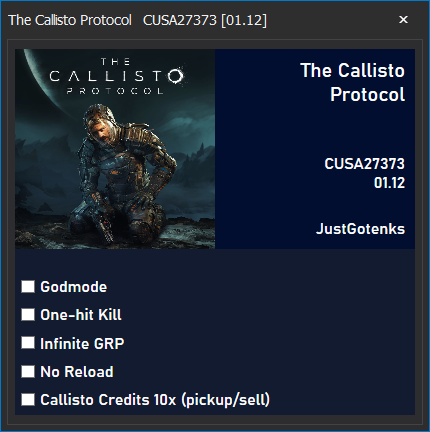 The Callisto Protocol CUSA27373 [01.12]
THE
CALLISTO
PROTOCOL
The Callisto
Protocol
CUSA27373
01.12
JustGotenks
Godmode
One-hit Kill
Infinite GRP
No Reload
Callisto Credits 10x (pickup/sell)